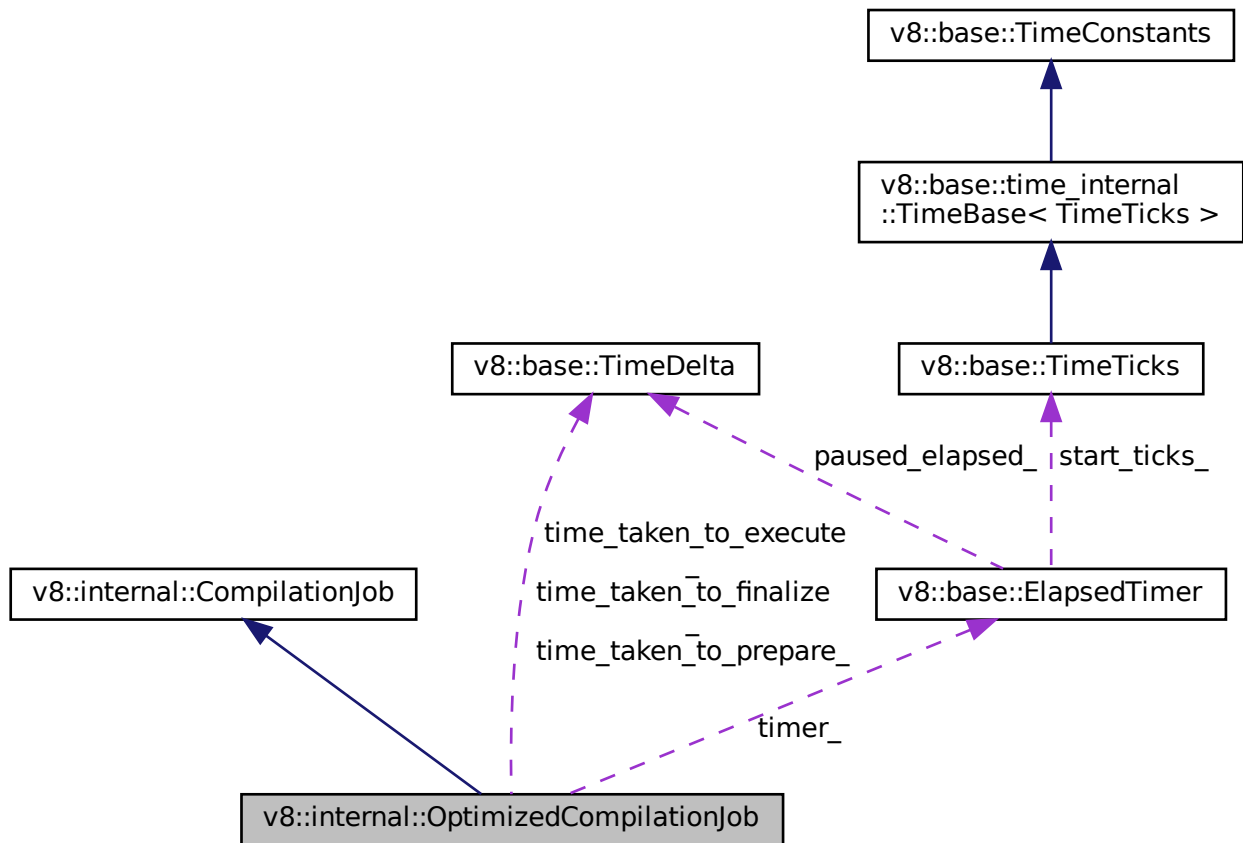 v8::base::TimeConstants
v8::base::time_internal
::TimeBase< TimeTicks >
v8::base::TimeDelta
v8::base::TimeTicks
paused_elapsed_
start_ticks_
time_taken_to_execute
_
time_taken_to_finalize
_
time_taken_to_prepare_
v8::internal::CompilationJob
v8::base::ElapsedTimer
timer_
v8::internal::OptimizedCompilationJob